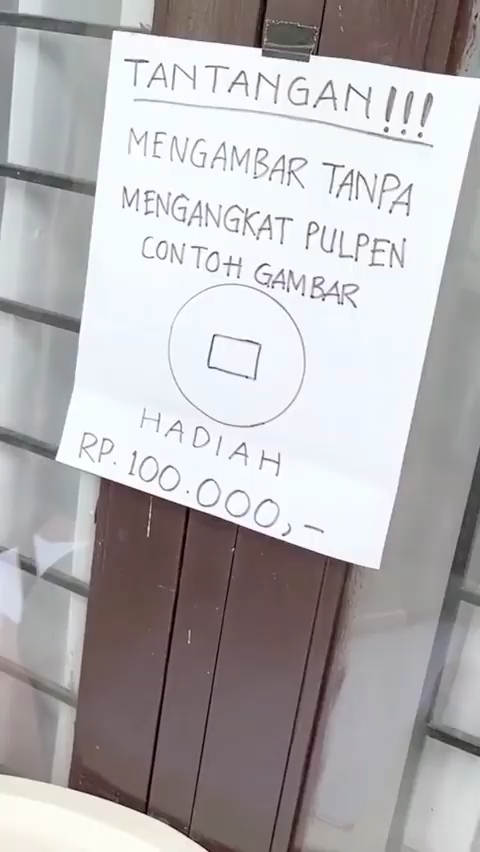 TANTANGAN!!!
MENGAMBAR TANPA
MENGANGKAT PULPEN
CONTOH GAMBAR
HADIAH
RP. 100.000,-